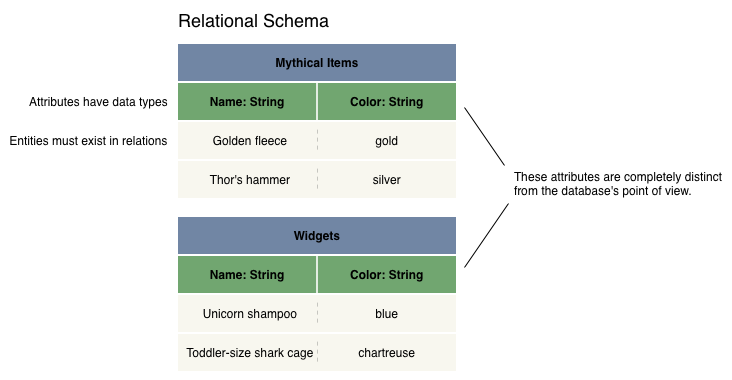 Relational Schema
Mythical Items
Attributes have data types
Name: String
Color: String
Entities must exist in relations
Golden fleece
gold
Thor's hammer
silver
These attributes are completely distinct
from the database's point of view.
Widgets
Name: String
Color: String
Unicorn shampoo
blue
Toddler-size shark cage
chartreuse